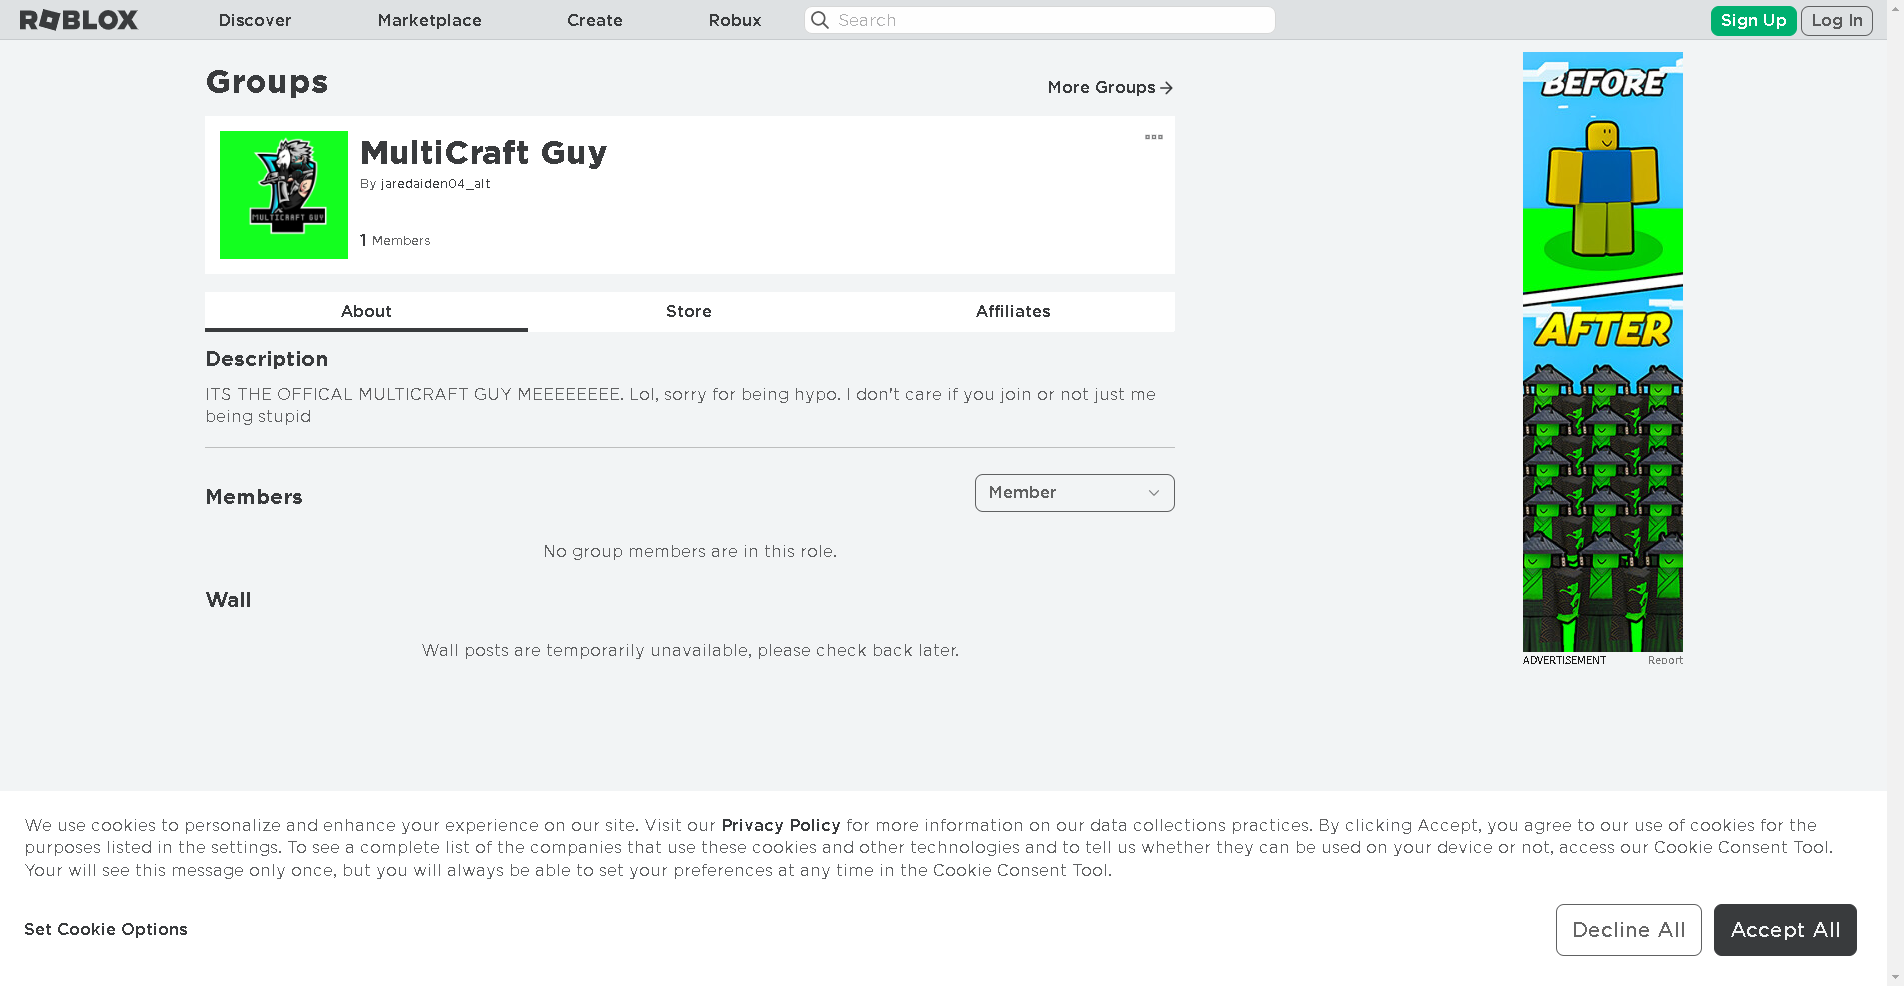 ROBLOX
Discover
Marketplace
Create
Robux
Search
Sign Up
Log In
Groups
More Groups
MultiCraft Guy
By jaredaiden04_alt
1 Members
MULTICRAFT GUY
About
Store
Affiliates
Description
ITS THE OFFICAL MULTICRAFT GUY MEEEEEEEE. Lol, sorry for being hypo. I don't care if you join or not just me
being stupid
Members
Member
No group members are in this role.
Wall
Wall posts are temporarily unavailable, please check back later.
BEFORE
AFTER
ADVERTISEMENT
Report
We use cookies to personalize and enhance your experience on our site. Visit our Privacy Policy for more information on our data collections practices. By clicking Accept, you agree to our use of cookies for the
purposes listed in the settings. To see a complete list of the companies that use these cookies and other technologies and to tell us whether they can be used on your device or not, access our Cookie Consent Tool.
Your will see this message only once, but you will always be able to set your preferences at any time in the Cookie Consent Tool.
Set Cookie Options
Decline All
Accept All